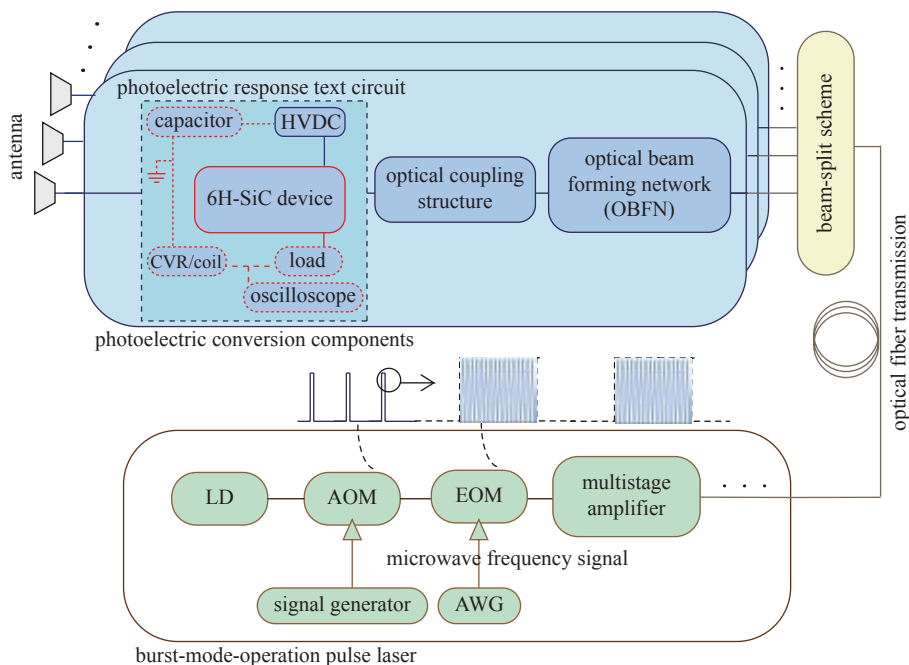 photoelectric response text circuit
capacitor
HVDC
antenna
6H-SiC device
optical coupling
structure
optical beam
forming network
(OBFN)
beam-split scheme
CVR/coil
load
oscilloscope
photoelectric conversion components
optical fiber transmission
LD
AOM
EOM
multistage
amplifier
microwave frequency signal
signal generator
AWG
burst-mode-operation pulse laser